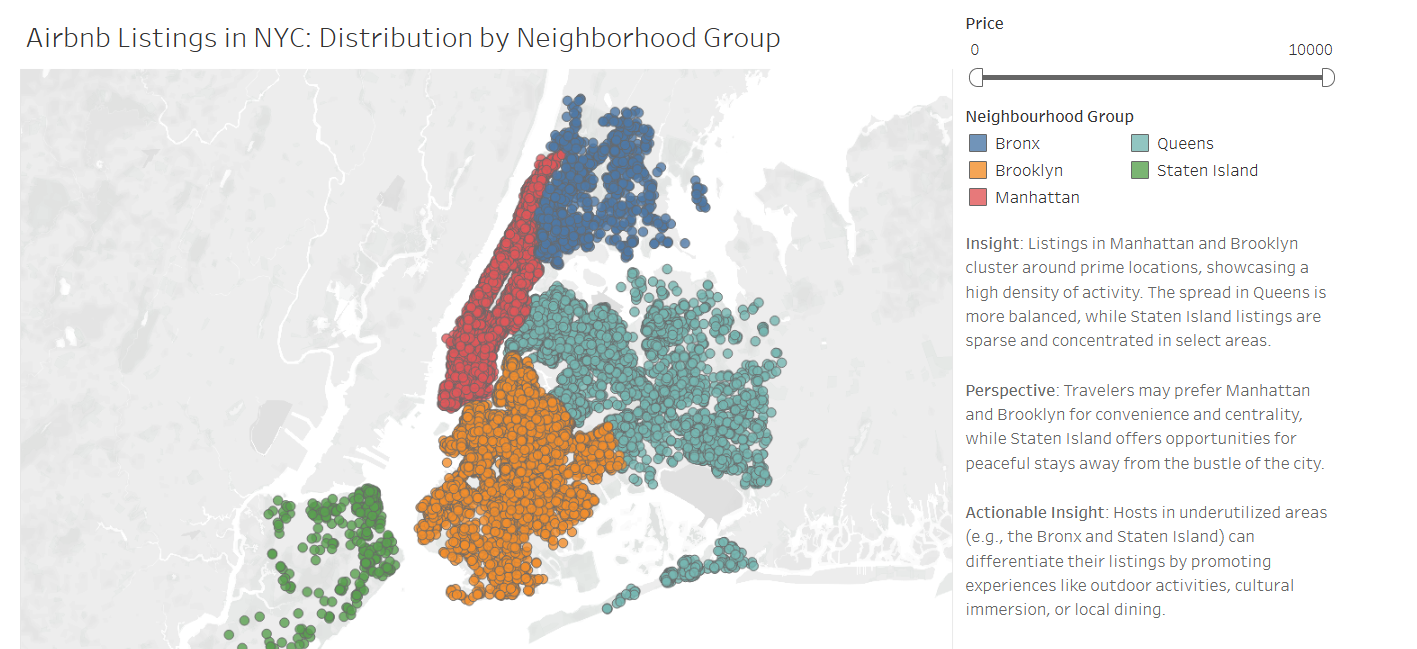 Airbnb Listings in NYC: Distribution by Neighborhood Group
Price
0 10000
Neighbourhood Group
Bronx Queens
Brooklyn Staten Island
Manhattan
Insight: Listings in Manhattan and Brooklyn
cluster around prime locations, showcasing a
high density of activity. The spread in Queens is
more balanced, while Staten Island listings are
sparse and concentrated in select areas.
Perspective: Travelers may prefer Manhattan
and Brooklyn for convenience and centrality,
while Staten Island offers opportunities for
peaceful stays away from the bustle of the city.
Actionable Insight: Hosts in underutilized areas
(e.g., the Bronx and Staten Island) can
differentiate their listings by promoting
experiences like outdoor activities, cultural
immersion, or local dining.